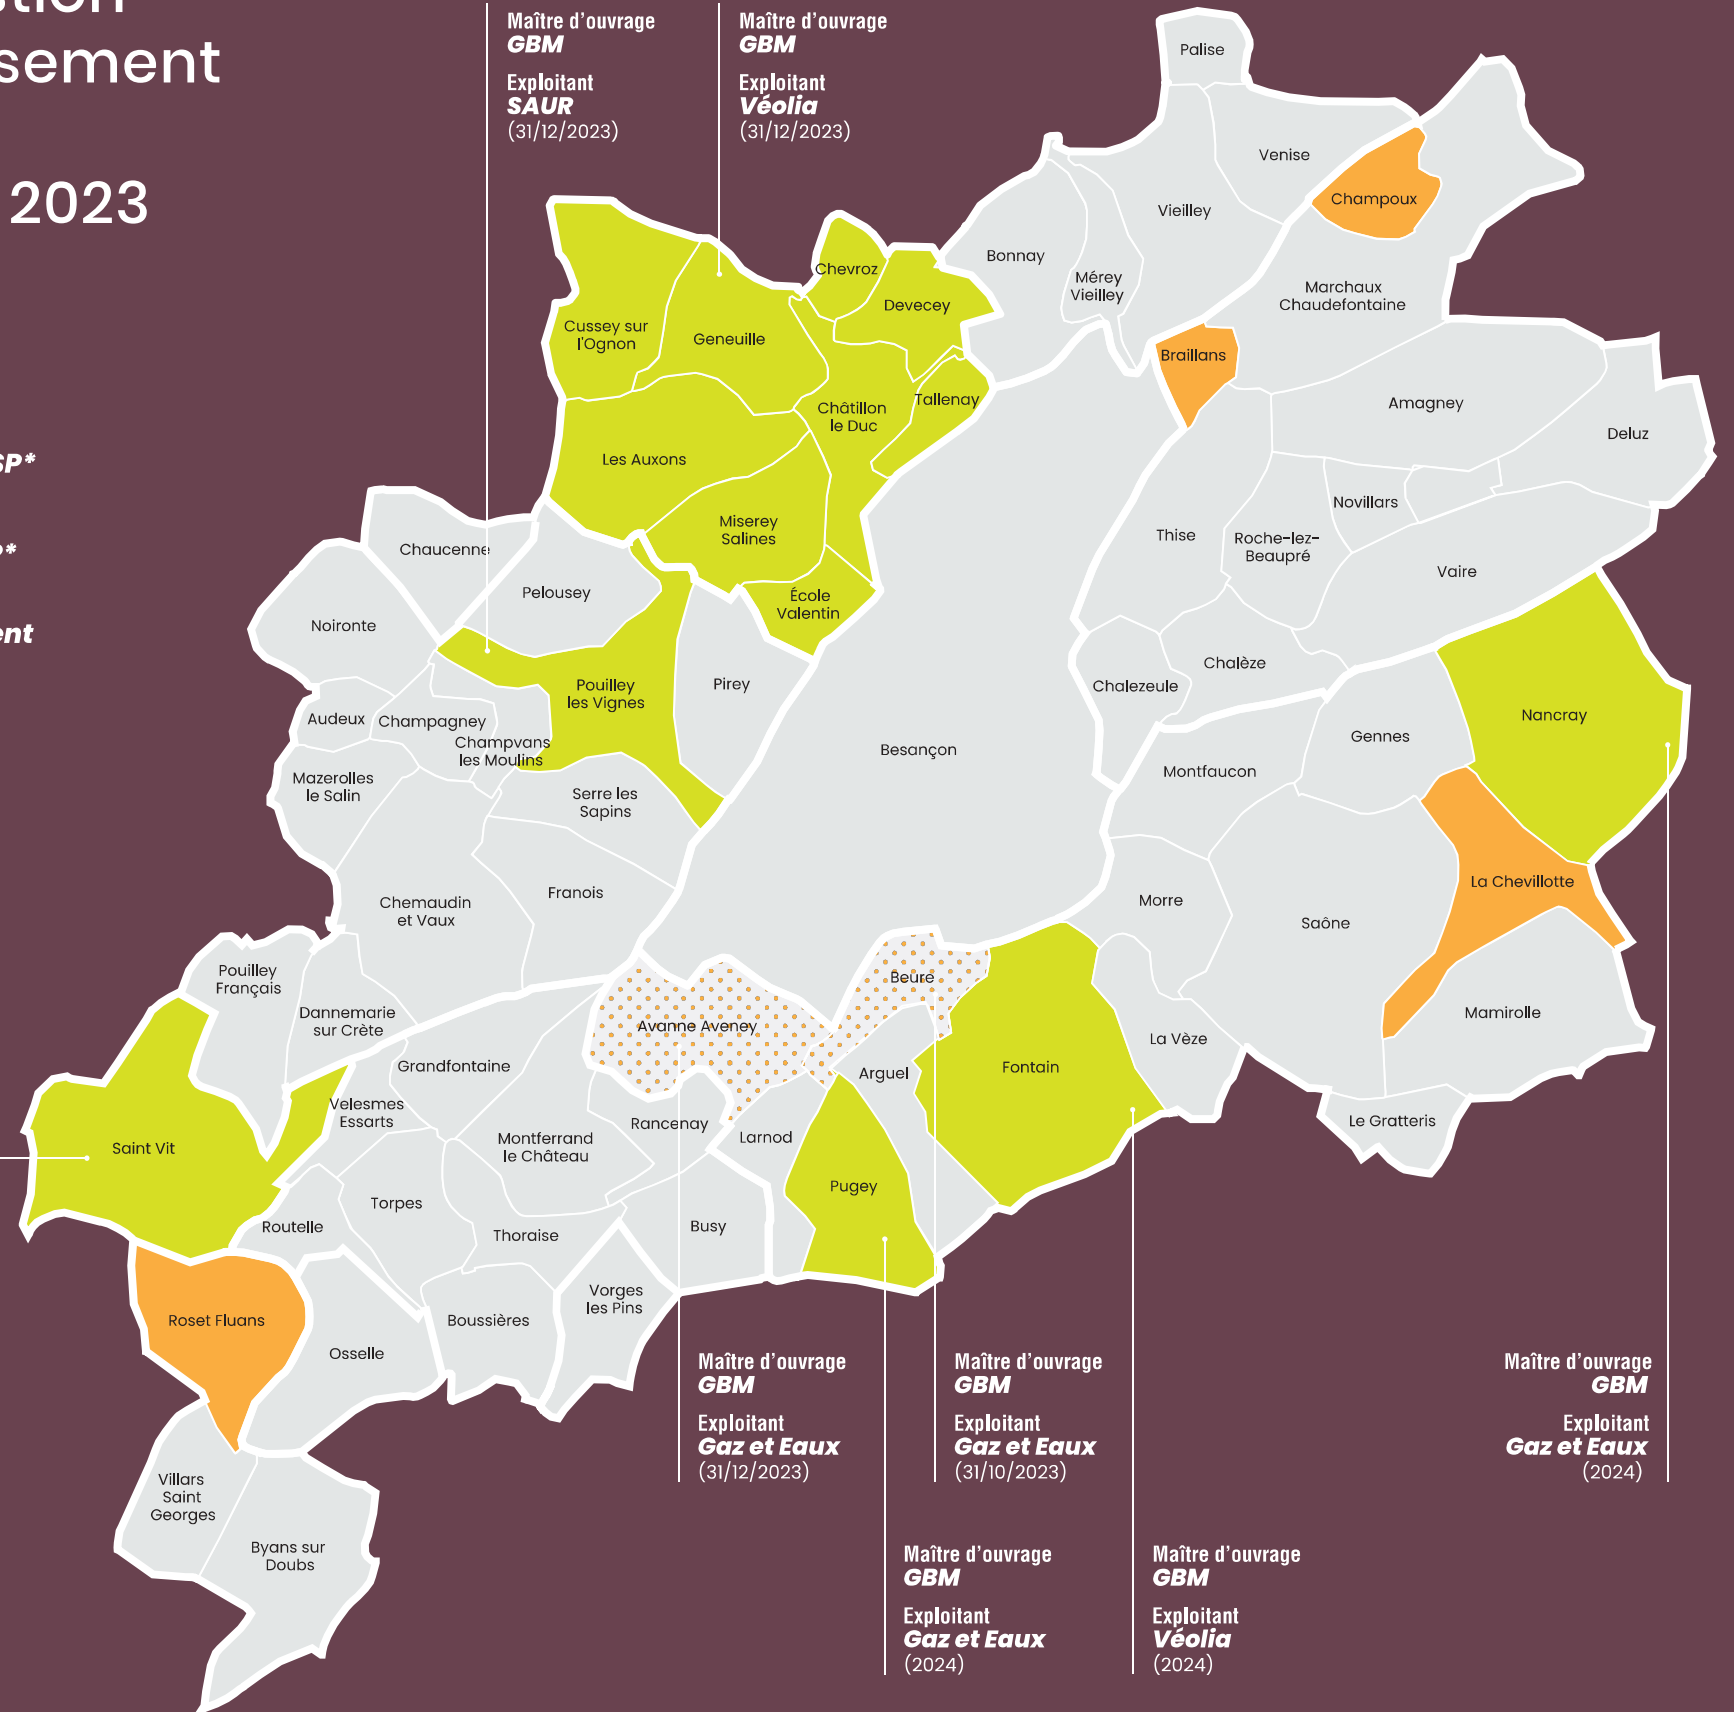 stion
sement
2023
SP*
P*
ent
Maître d'ouvrage
GBM
Exploitant
SAUR
(31/12/2023)
Maître d'ouvrage
GBM
Exploitant
Véolia
(31/12/2023)
Palise
Venise
Champoux
Vieilley
Bonnay
Mérey
Vieilley
Marchaux
Chaudefontaine
Chevroz
Devecey
Cussey sur
l'Ognon
Geneuille
Braillans
Tallenay
Châtillon
le Duc
Amagney
Deluz
Les Auxons
Novillars
Miserey
Salines
Thise
Roche-lez-
Beaupré
Vaire
Chaucenne
Pelousey
École
Valentin
Noironte
Chalèze
Chalezeule
Pirey
Pouilley
les Vignes
Nancray
Audeux
Champagney
Gennes
Champvans
les Moulins
Besançon
Montfaucon
Mazerolles
le Salin
Serre les
Sapins
La Chevillotte
Franois
Morre
Chemaudin
et Vaux
Saône
Pouilley
Français
Beure
Dannemarie
sur Crète
Avanne Aveney
Mamirolle
La Vèze
Grandfontaine
Arguel
Fontain
Velesmes
Essarts
Rancenay
Larnod
Le Gratteris
Saint Vit
Montferrand
le Château
Pugey
Torpes
Routelle
Thoraise
Busy
Vorges
les Pins
Roset Fluans
Boussières
Osselle
Villars
Saint
Georges
Byans sur
Doubs
Maître d'ouvrage
GBM
Exploitant
Gaz et Eaux
(31/12/2023)
Maître d'ouvrage
GBM
Exploitant
Gaz et Eaux
(31/10/2023)
Maître d'ouvrage
GBM
Exploitant
Gaz et Eaux
(2024)
Maître d'ouvrage
GBM
Exploitant
Gaz et Eaux
(2024)
Maître d'ouvrage
GBM
Exploitant
Véolia
(2024)